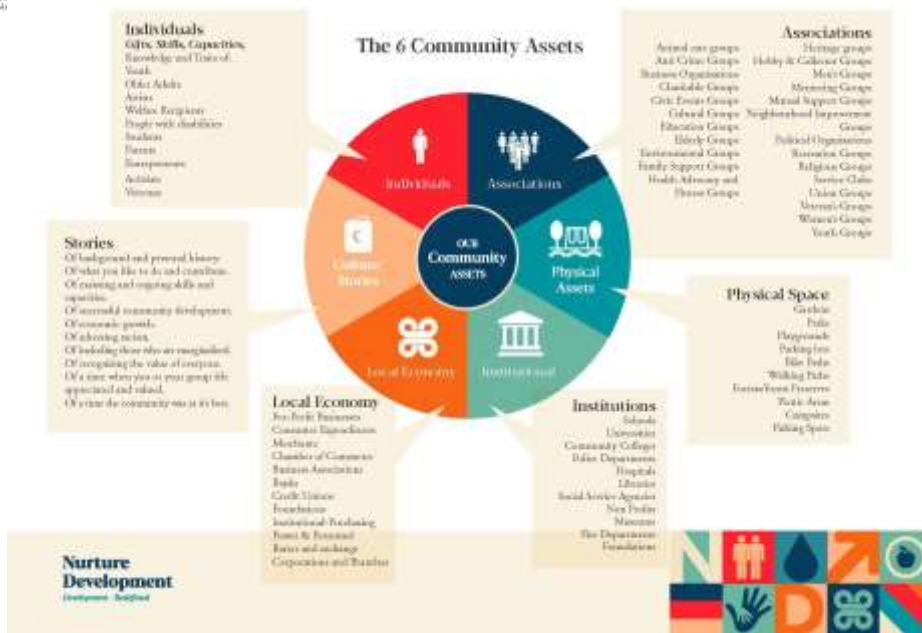 The 6 Community Assets
Individuals
Gifts, Skills, Capacities,
Knowledge and Traits of:
Youth
Older Adults
Artists
Welfare Recipients
People with disabilities
Students
Parents
Entrepreneurs
Activists
Veterans
Associations
Animal care groups
Anti Crime Groups
Business Organisations
Charitable Groups
Civic Events Groups
Cultural Groups
Education Groups
Elderly Groups
Environmental Groups
Family Support Groups
Health Advocacy and
Fitness Groups
Heritage groups
Hobby & Collector Groups
Men's Groups
Mentoring Groups
Mutual Support Groups
Neighbourhood Improvement
Groups
Political Organisations
Recreation Groups
Religious Groups
Service Clubs
Union Groups
Veteran's Groups
Women's Groups
Youth Groups
Individuals
Associations
Culture/
Stories
OUR
Community
ASSETS
Physical
Assets
Local Economy
Institutional
Stories
Of background and personal history.
Of what you like to do and contribute.
Of existing and ongoing skills and
capacities.
Of successful community development.
Of economic growth.
Of addressing racism.
Of including those who are marginalised.
Of recognizing the value of everyone.
Of a time when you or your group felt
appreciated and valued.
Of a time the community was at it's best.
Physical Space
Gardens
Parks
Playgrounds
Parking lots
Bike Paths
Walking Paths
Forests/Forest Preserves
Picnic Areas
Campsites
Fishing Spots
Local Economy
For-Profit Businesses
Consumer Expenditures
Merchants
Chamber of Commerce
Business Associations
Banks
Credit Unions
Foundations
Institutional-Purchasing
Power & Personnel
Barter and exchange
Corporations and Branches
Institutions
Schools
Universities
Community Colleges
Police Departments
Hospitals
Libraries
Social Service Agencies
Non Profits
Museums
Fire Departments
Foundations
Nurture
Development